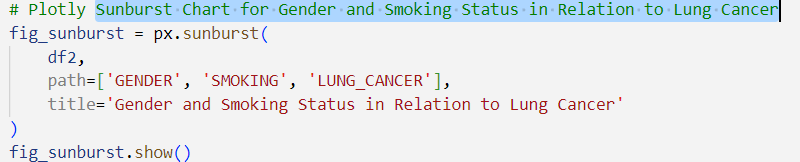 # Plotly Sunburst Chart for Gender and Smoking Status in Relation to Lung Cancer
fig_sunburst = px.sunburst(
    df2,
    path=['GENDER', 'SMOKING', 'LUNG_CANCER'],
    title='Gender and Smoking Status in Relation to Lung Cancer'
)
fig_sunburst.show()